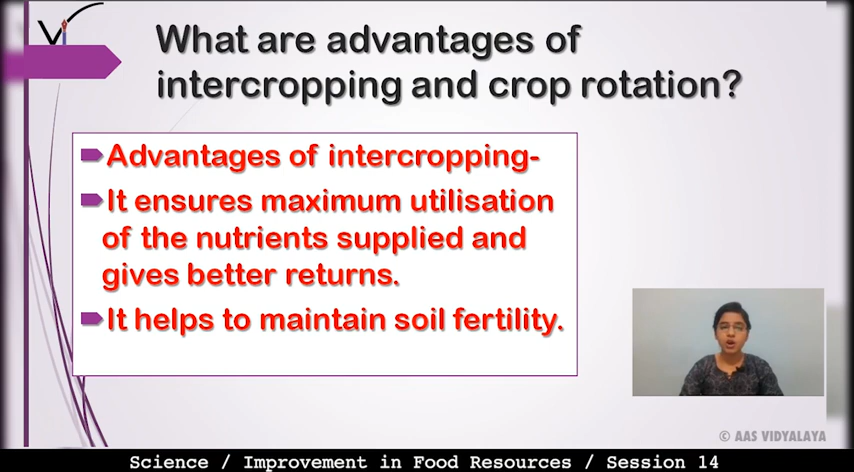 What are advantages of
intercropping and crop rotation?
Advantages of intercropping-
It ensures maximum utilisation
of the nutrients supplied and
gives better returns.
It helps to maintain soil fertility.
© AAS VIDYALAYA
Science / Improvement in Food Resources / Session 14